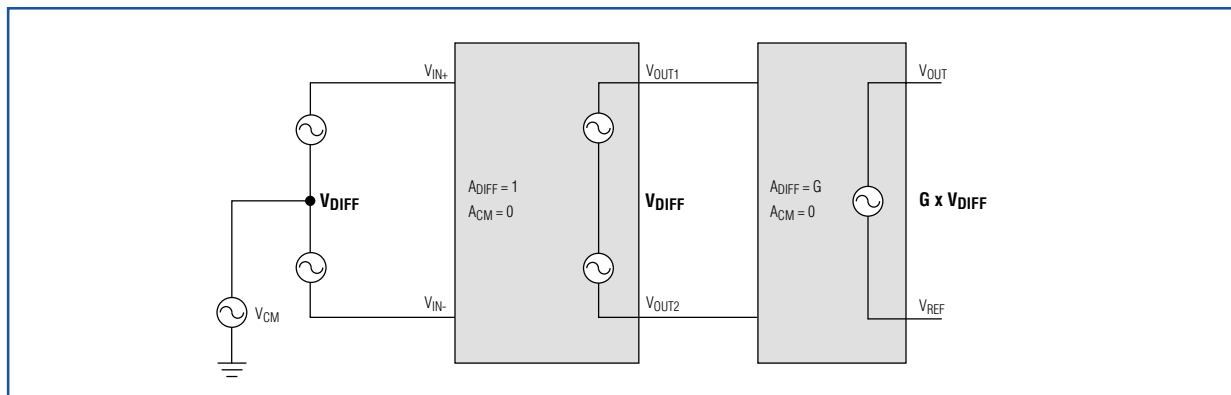 VIN+
VOUT1
VOUT
ADIFF = 1
ACM = 0
VDIFF
VDIFF
ADIFF = G
ACM = 0
G x VDIFF
VIN-
VOUT2
VREF
VCM